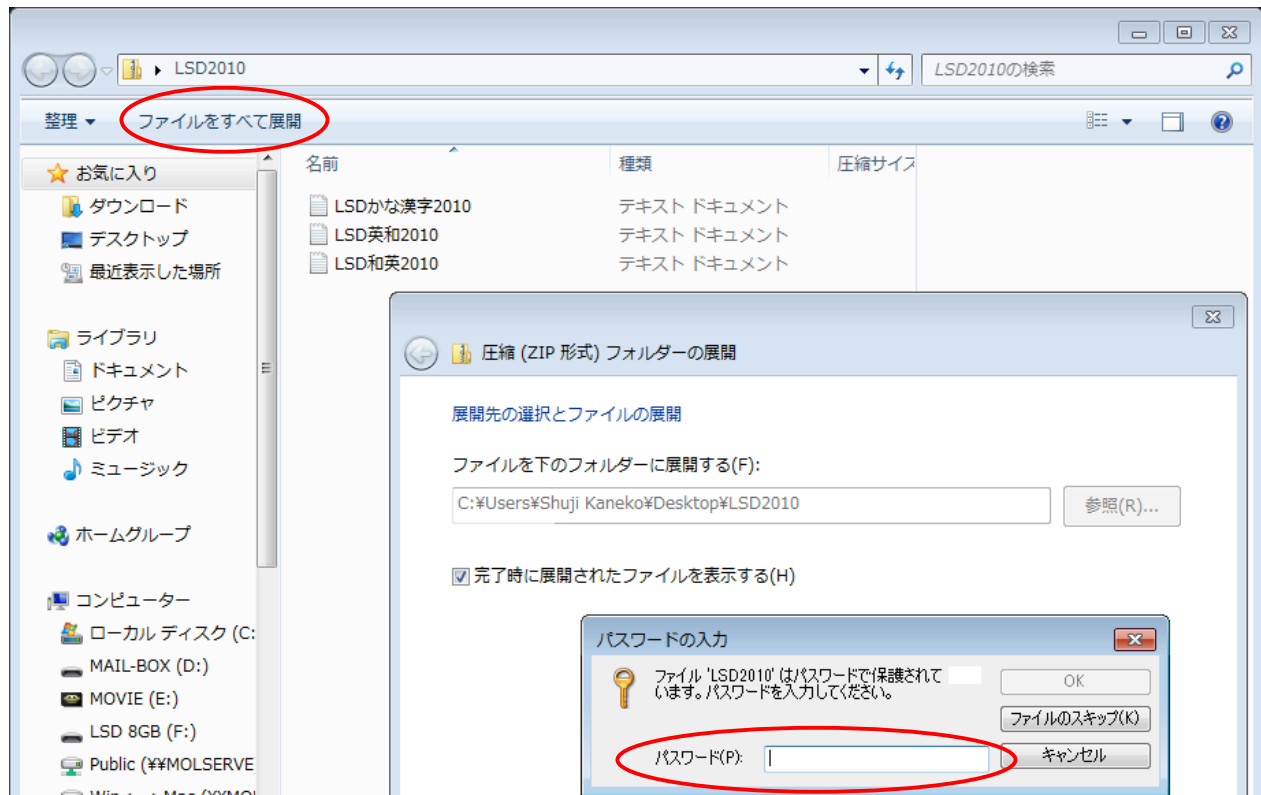 LSD2010
LSD2010の検索
整理 ファイルをすべて展開
お気に入り
ダウンロード
デスクトップ
最近表示した場所
ライブラリ
ドキュメント
ピクチャ
ビデオ
ミュージック
ホームグループ
コンピューター
ローカル ディスク (C:
MAIL-BOX (D:)
MOVIE (E:)
LSD 8GB (F:)
Public (¥¥MOLSERVE
名前 種類 圧縮サイズ
LSDかな漢字2010 テキスト ドキュメント
LSD英和2010 テキスト ドキュメント
LSD和英2010 テキスト ドキュメント
圧縮 (ZIP 形式) フォルダーの展開
展開先の選択とファイルの展開
ファイルを下のフォルダーに展開する(F):
C:¥Users¥Shuji Kaneko¥Desktop¥LSD2010
参照(R)...
完了時に展開されたファイルを表示する(H)
パスワードの入力
ファイル 'LSD2010' はパスワードで保護されて
います。パスワードを入力してください。
OK
ファイルのスキップ(K)
キャンセル
パスワード(P):